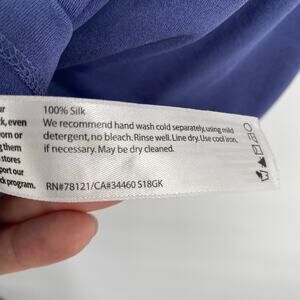 100% Silk
ur We recommend hand wash cold separately, using mild
ck, even detergent, no bleach. Rinse well. Line dry. Use cool iron,
orn or if necessary. May be dry cleaned.
g them
stores
port our
ck program. RN#78121/CA#34460 S18GK